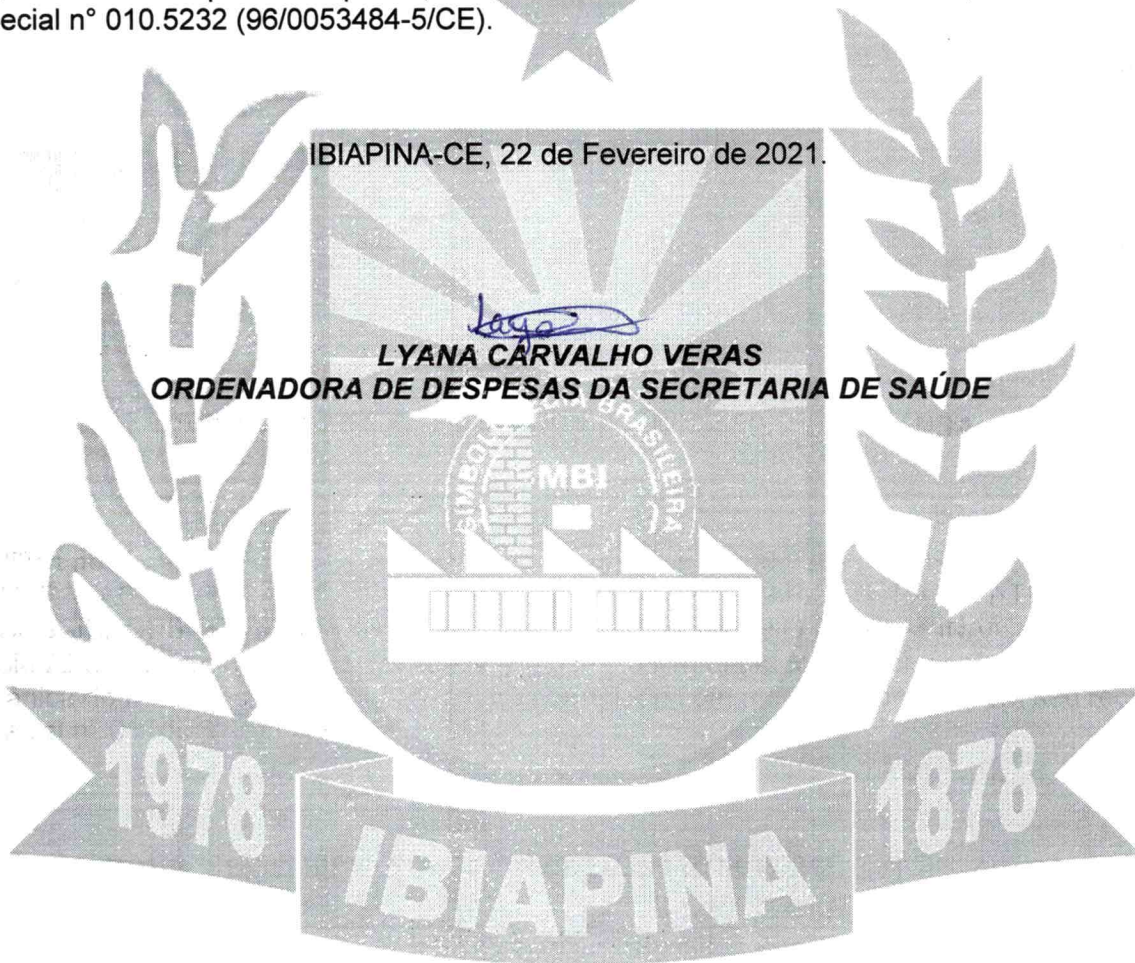 ecial n° 010.5232 (96/0053484-5/CE).
IBIAPINA-CE, 22 de Fevereiro de 2021.
LYANA CARVALHO VERAS
ORDENADORA DE DESPESAS DA SECRETARIA DE SAÚDE
BRASILEIRA
MBI
1978
1878
IBIAPINA